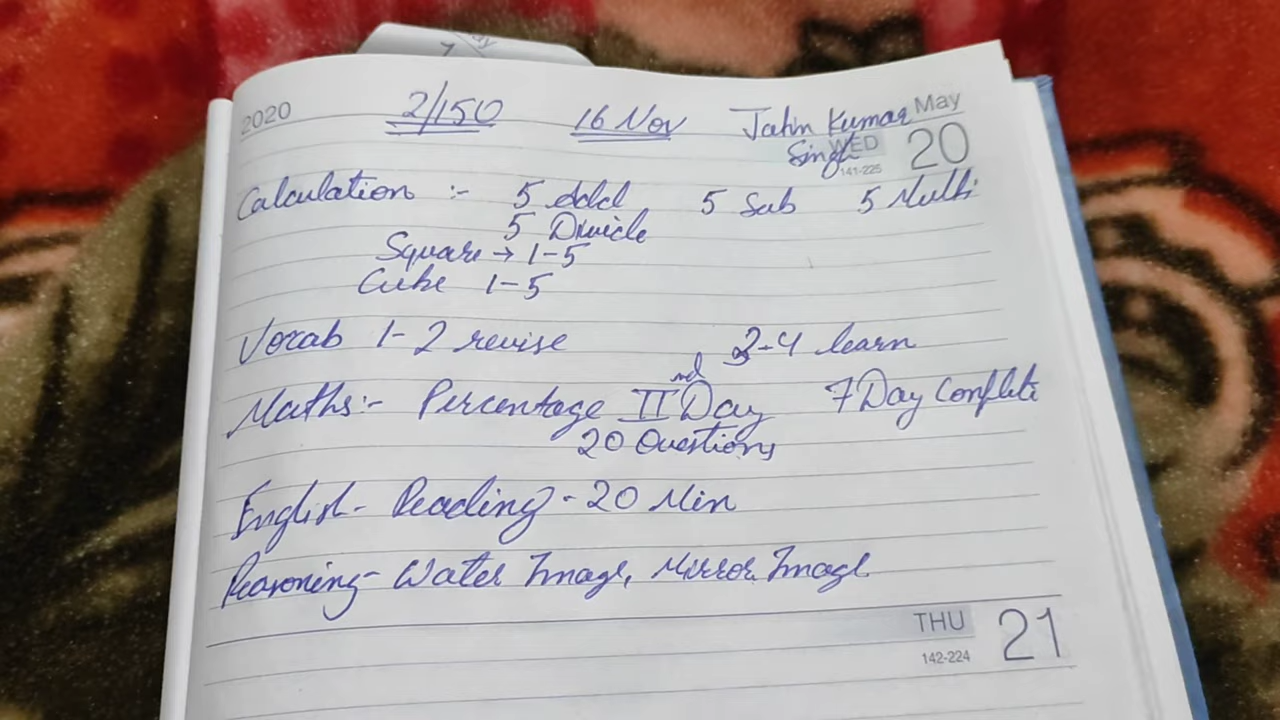 2020 2/150 16 Nov Jatin Kumar May
Singh WED 20
141-225
Calculation :- 5 Add 5 Sub 5 Multi
5 Divide
Square → 1-5
Cube 1-5
Vocab 1-2 revise 3-4 learn
Maths:- Percentage IInd Day 7 Day Complete
20 Questions
English- Reading - 20 Min
Reasoning- Water Image, Mirror Image
THU 21
142-224